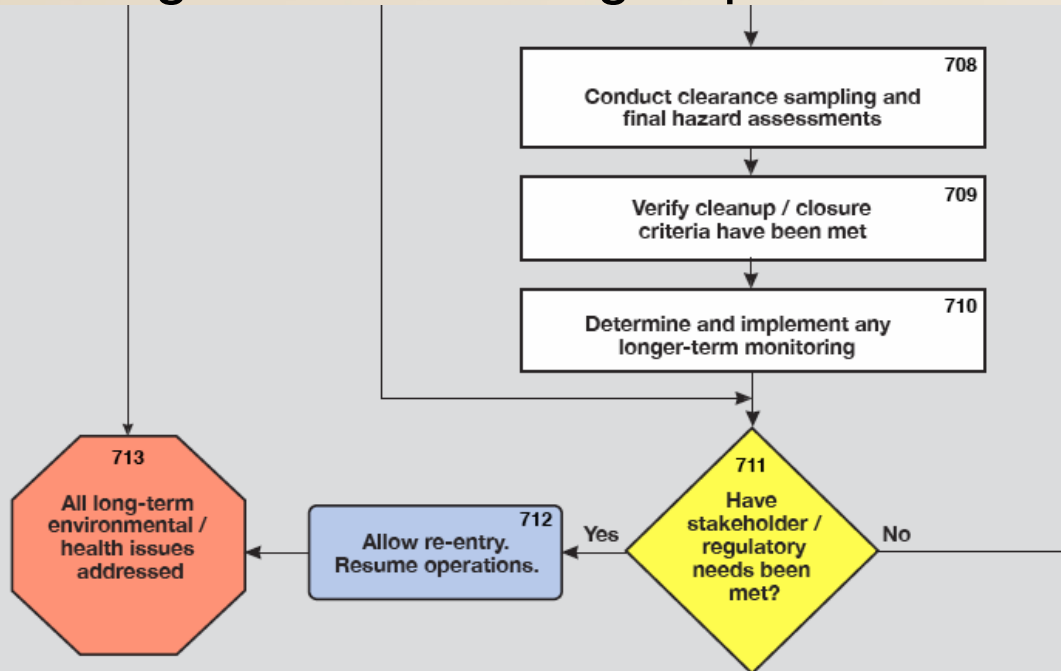 708
Conduct clearance sampling and
final hazard assessments
709
Verify cleanup / closure
criteria have been met
710
Determine and implement any
longer-term monitoring
711
Have
stakeholder /
regulatory
needs been
met?
Yes
No
712
Allow re-entry.
Resume operations.
713
All long-term
environmental /
health issues
addressed